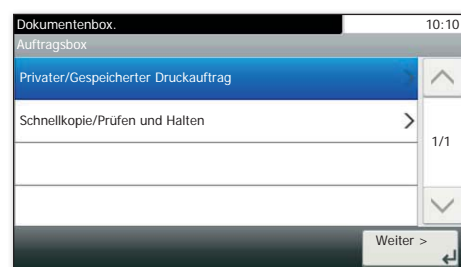 Dokumentenbox. 10:10
Auftragsbox
Privater/Gespeicherter Druckauftrag
Schnellkopie/Prüfen und Halten
1/1
Weiter >